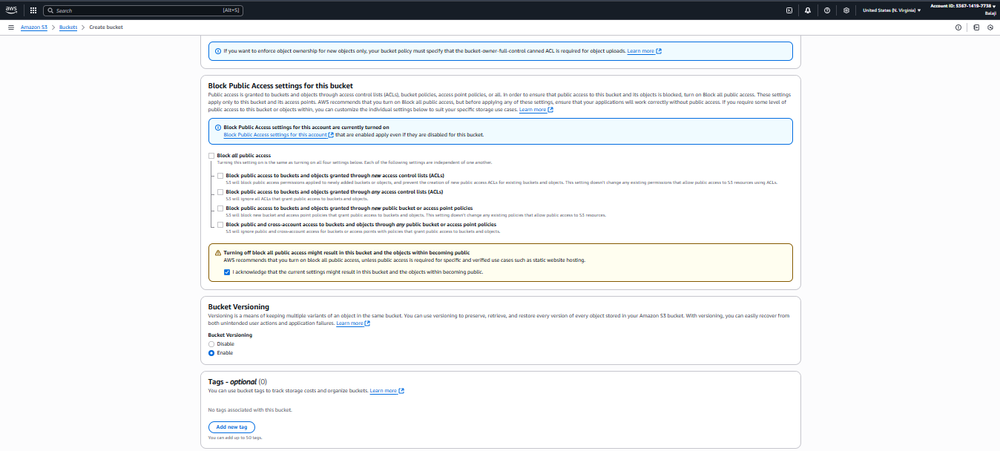 aws
Search [Alt+S]
United States (N. Virginia)
Account ID: 5367-1419-7738
Balaji
Amazon S3 > Buckets > Create bucket
If you want to enforce object ownership for new objects only, your bucket policy must specify that the bucket-owner-full-control canned ACL is required for object uploads. Learn more
Block Public Access settings for this bucket
Public access is granted to buckets and objects through access control lists (ACLs), bucket policies, access point policies, or all. In order to ensure that public access to this bucket and its objects is blocked, turn on Block all public access. These settings
apply only to this bucket and its access points. AWS recommends that you turn on Block all public access, but before applying any of these settings, ensure that your applications will work correctly without public access. If you require some level of
public access to this bucket or objects within, you can customize the individual settings below to suit your specific storage use cases. Learn more
Block Public Access settings for this account are currently turned on
Block Public Access settings for this account that are enabled apply even if they are disabled for this bucket.
Block all public access
Turning this setting on is the same as turning on all four settings below. Each of the following settings are independent of one another.
Block public access to buckets and objects granted through new access control lists (ACLs)
S3 will block public access permissions applied to newly added buckets or objects, and prevent the creation of new public access ACLs for existing buckets and objects. This setting doesn't change any existing permissions that allow public access to S3 resources using ACLs.
Block public access to buckets and objects granted through any access control lists (ACLs)
S3 will ignore all ACLs that grant public access to buckets and objects.
Block public access to buckets and objects granted through new public bucket or access point policies
S3 will block new bucket and access point policies that grant public access to buckets and objects. This setting doesn't change any existing policies that allow public access to S3 resources.
Block public and cross-account access to buckets and objects through any public bucket or access point policies
S3 will ignore public and cross-account access for buckets or access points with policies that grant public access to buckets and objects.
Turning off block all public access might result in this bucket and the objects within becoming public
AWS recommends that you turn on block all public access, unless public access is required for specific and verified use cases such as static website hosting.
I acknowledge that the current settings might result in this bucket and the objects within becoming public.
Bucket Versioning
Versioning is a means of keeping multiple variants of an object in the same bucket. You can use versioning to preserve, retrieve, and restore every version of every object stored in your Amazon S3 bucket. With versioning, you can easily recover from
both unintended user actions and application failures. Learn more
Bucket Versioning
Disable
Enable
Tags - optional (0)
You can use bucket tags to track storage costs and organize buckets. Learn more
No tags associated with this bucket.
Add new tag
You can add up to 50 tags.